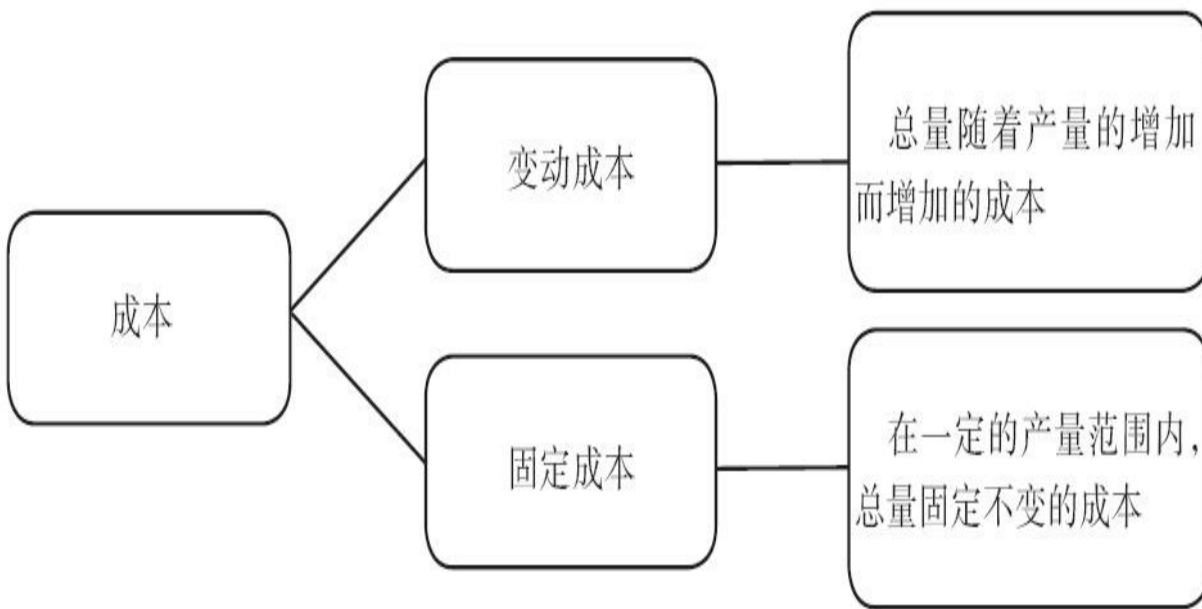 成本
变动成本
总量随着产量的增加
而增加的成本
固定成本
在一定的产量范围内，
总量固定不变的成本